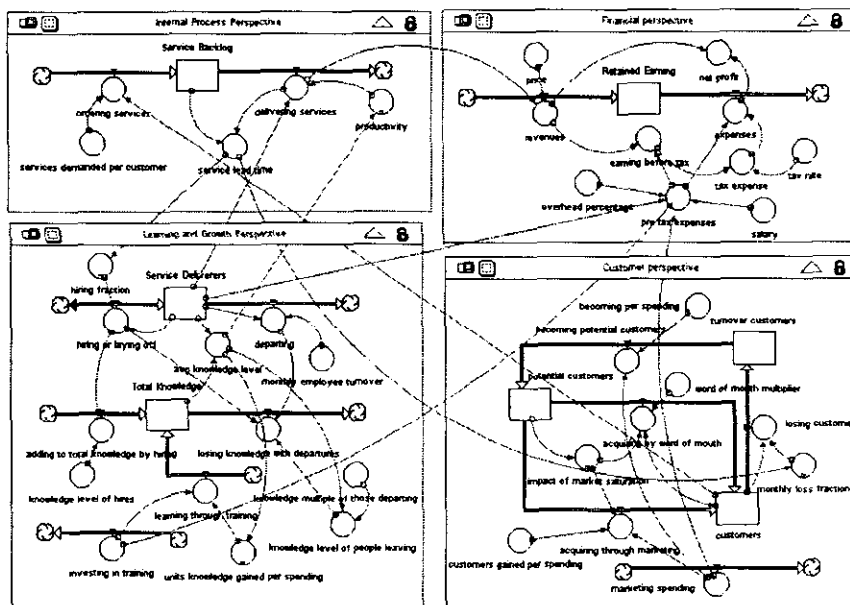 Internal Process Perspective
Service Backlog
ordering services
delivering services
productivity
services demanded per customer
service lead time
Financial perspective
price
Retained Earning
net profit
revenues
expenses
earning before tax
tax expense
tax rate
overhead percentage
pre tax expenses
salary
Learning and Growth Perspective
hiring fraction
Service Deliverers
hiring or laying off
departing
avg knowledge level
monthly employee turnover
Total Knowledge
adding to total knowledge by hiring
losing knowledge with departures
knowledge level of hires
knowledge multiple of those departing
learning through training
knowledge level of people leaving
investing in training
units knowledge gained per spending
Customer perspective
becoming per spending
becoming potential customers
turnover customers
potential customers
word of mouth multiplier
acquiring by word of mouth
losing customer
impact of market saturation
monthly loss fraction
customers
customers gained per spending
acquiring through marketing
marketing spending